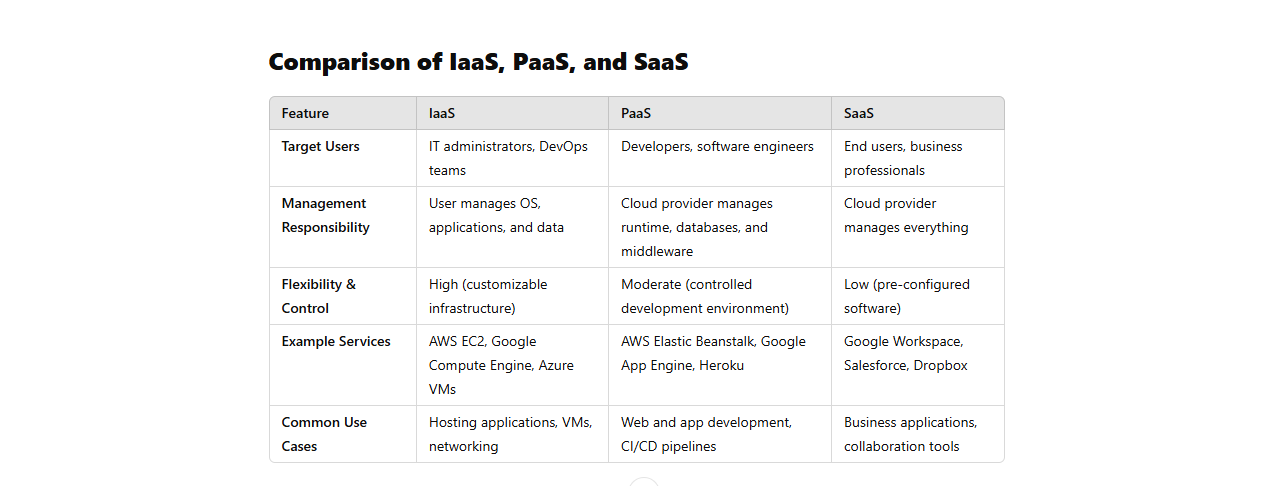 Comparison of IaaS, PaaS, and SaaS
Feature IaaS PaaS SaaS
Target Users IT administrators, DevOps Developers, software engineers End users, business
teams professionals
Management User manages OS, Cloud provider manages Cloud provider
Responsibility applications, and data runtime, databases, and manages everything
middleware
Flexibility & High (customizable Moderate (controlled Low (pre-configured
Control infrastructure) development environment) software)
Example Services AWS EC2, Google AWS Elastic Beanstalk, Google Google Workspace,
Compute Engine, Azure App Engine, Heroku Salesforce, Dropbox
VMs
Common Use Hosting applications, VMs, Web and app development, Business applications,
Cases networking CI/CD pipelines collaboration tools